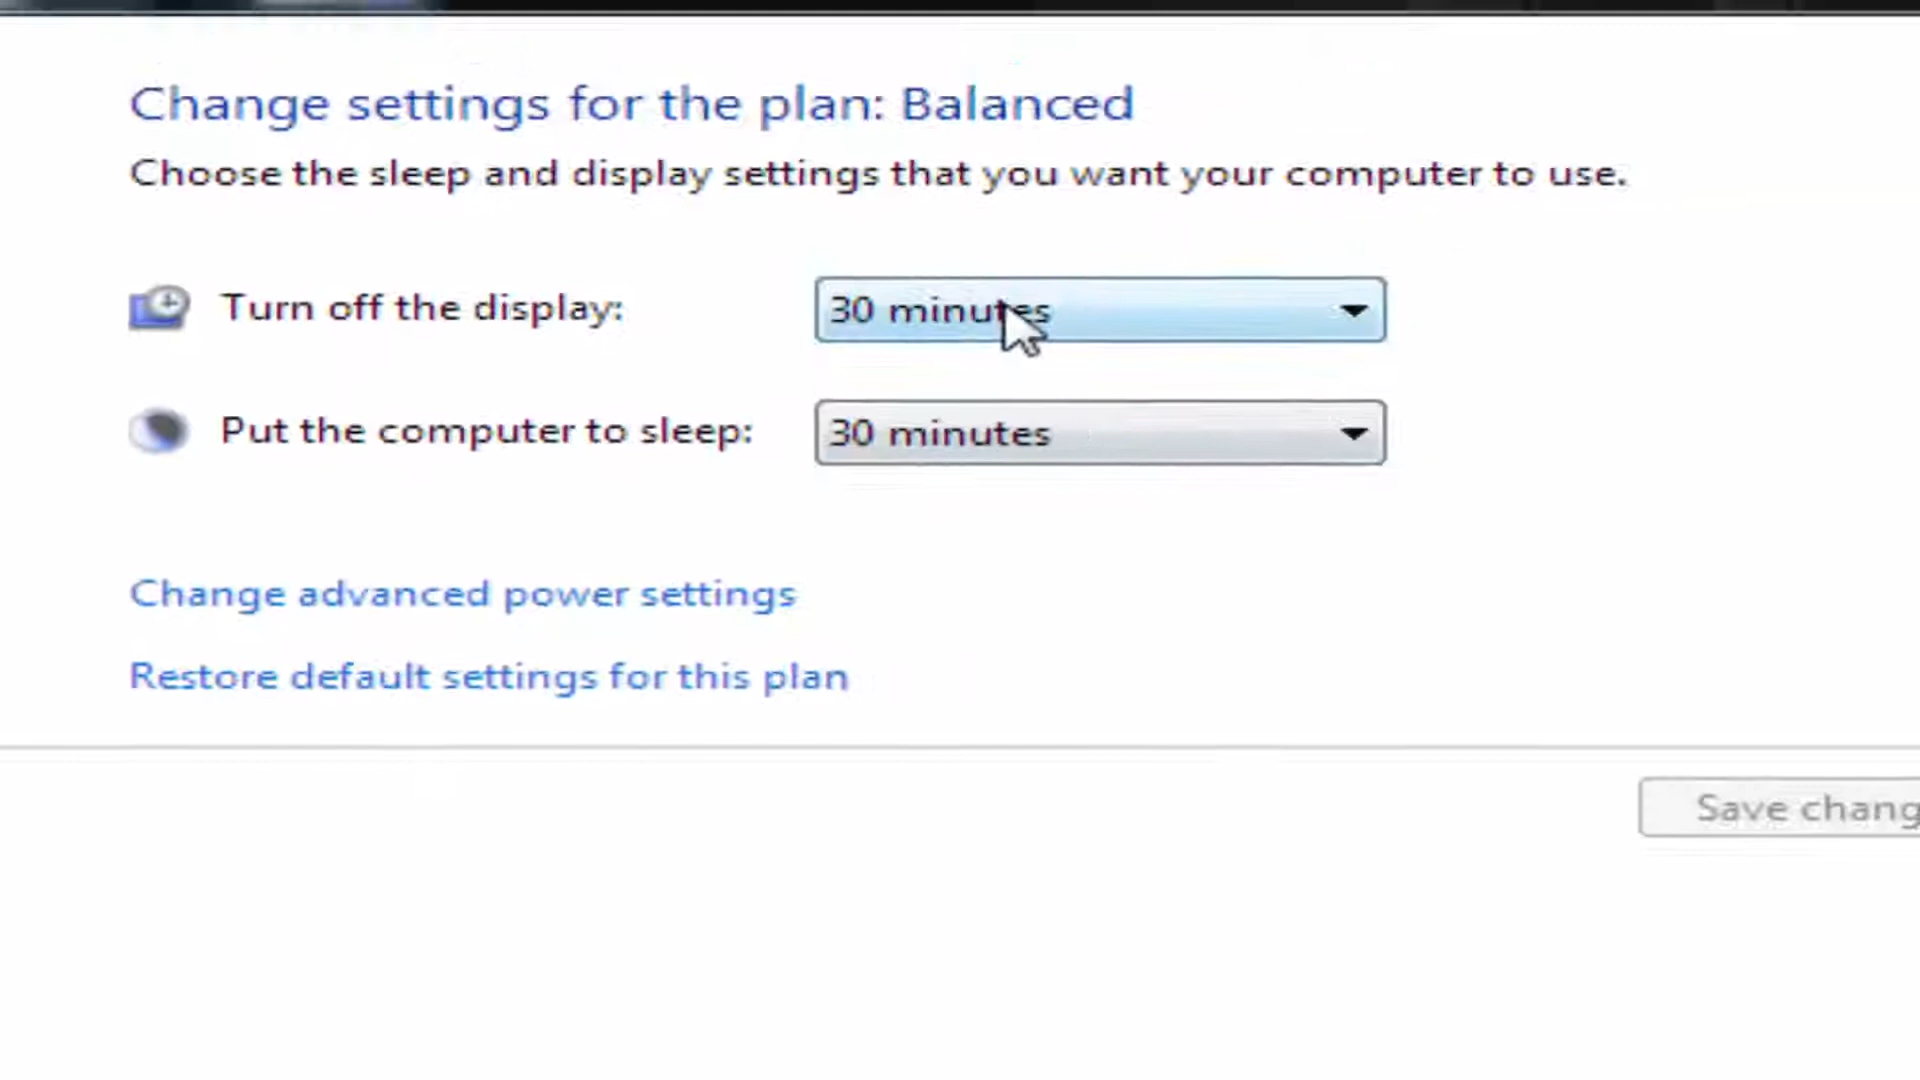 Change settings for the plan: Balanced
Choose the sleep and display settings that you want your computer to use.
Turn off the display: 30 minutes
Put the computer to sleep: 30 minutes
Change advanced power settings
Restore default settings for this plan
Save chang